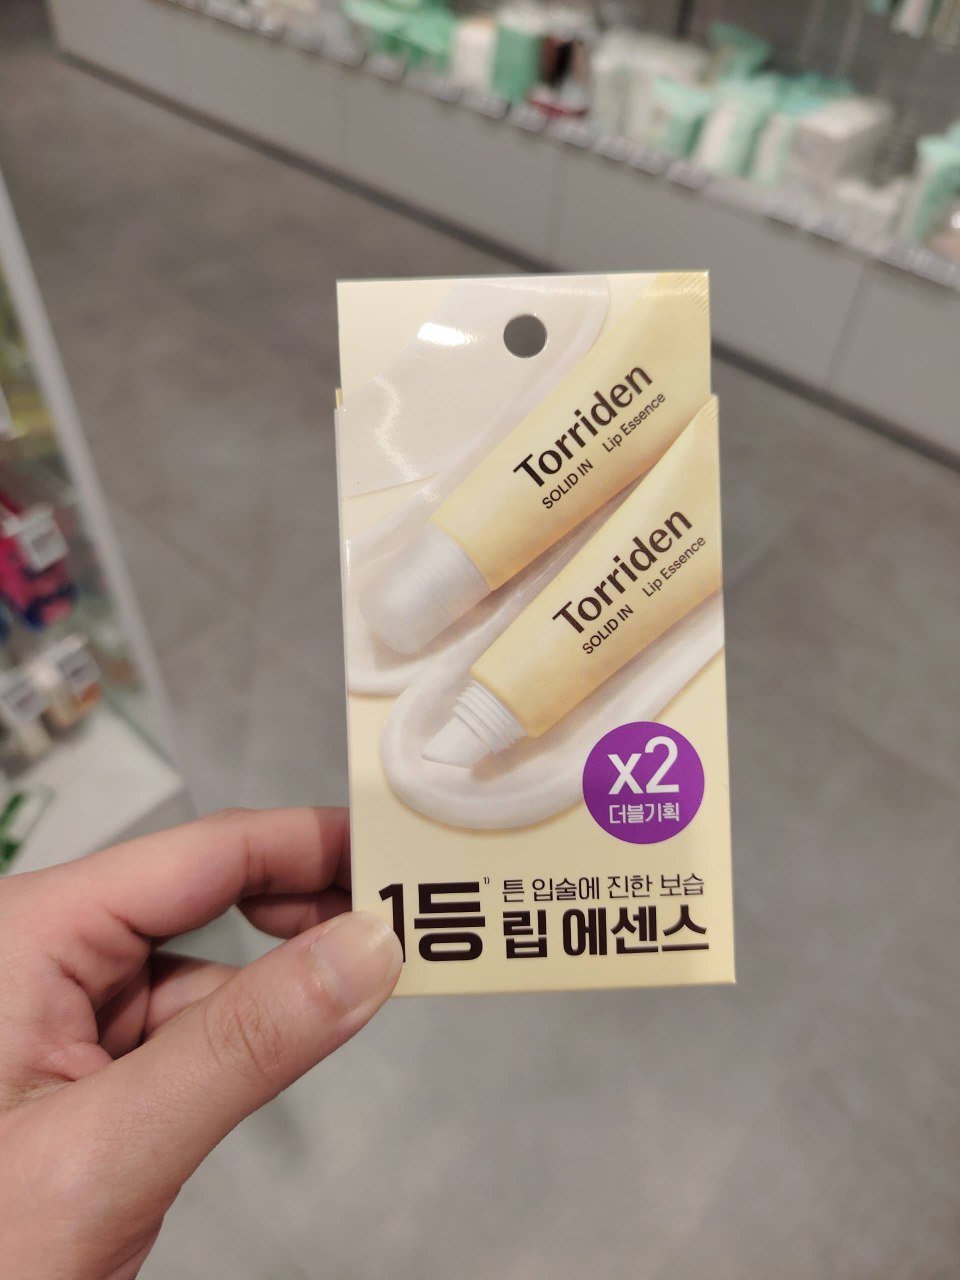 Torriden
SOLID IN Lip Essence
Torriden
SOLID IN Lip Essence
x2
더블기획
1등1)
튼 입술에 진한 보습
립 에센스